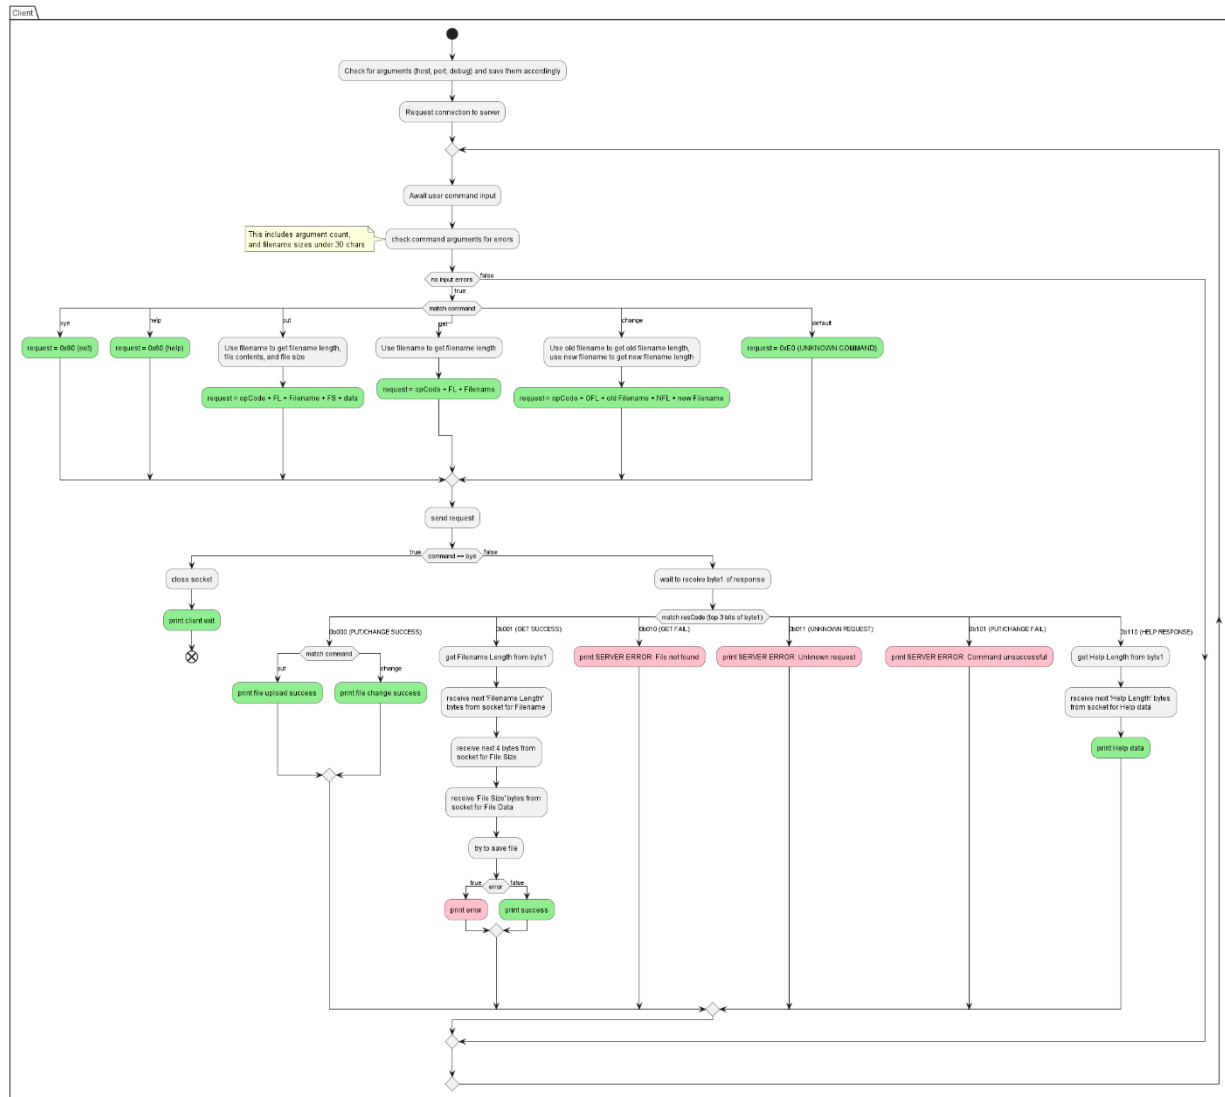 Client
Check for arguments (host, port, debug) and save them accordingly
Request connection to server
Await user command input
This includes argument count,
and filename sizes under 30 chars
check command arguments for errors
no input errors
false
true
match command
bye
help
put
get
change
default
request = 0x80 (exit)
request = 0x60 (help)
Use filename to get filename length,
file contents, and file size
Use filename to get filename length
Use old filename to get old filename length,
use new filename to get new filename length
request = 0xE0 (UNKNOWN COMMAND)
request = opCode + FL + Filename + FS + data
request = opCode + FL + Filename
request = opCode + OFL + old Filename + NFL + new Filename
send request
true
command == bye
false
close socket
wait to receive byte1 of response
print client exit
match resCode (top 3 bits of byte1)
0b000 (PUT/CHANGE SUCCESS)
0b001 (GET SUCCESS)
0b010 (GET FAIL)
0b011 (UNKNOWN REQUEST)
0b101 (PUT/CHANGE FAIL)
0b110 (HELP RESPONSE)
match command
put
change
print file upload success
print file change success
get Filename Length from byte1
print SERVER ERROR: File not found
print SERVER ERROR: Unknown request
print SERVER ERROR: Command unsuccessful
get Help Length from byte1
receive next 'Filename Length'
bytes from socket for Filename
receive next 'Help Length' bytes
from socket for Help data
receive next 4 bytes from
socket for File Size
print Help data
receive 'File Size' bytes from
socket for File Data
try to save file
true
error
false
print error
print success